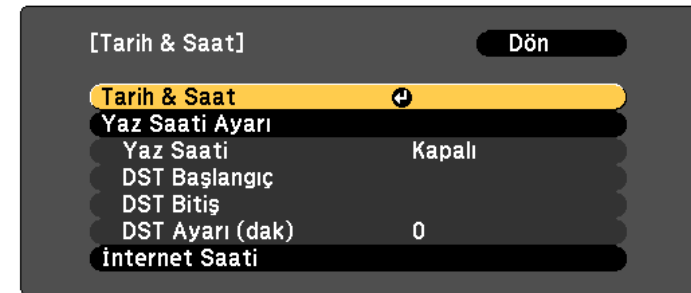 [Tarih & Saat] Dön
Tarih & Saat
Yaz Saati Ayarı
Yaz Saati Kapalı
DST Başlangıç
DST Bitiş
DST Ayarı (dak) 0
İnternet Saati